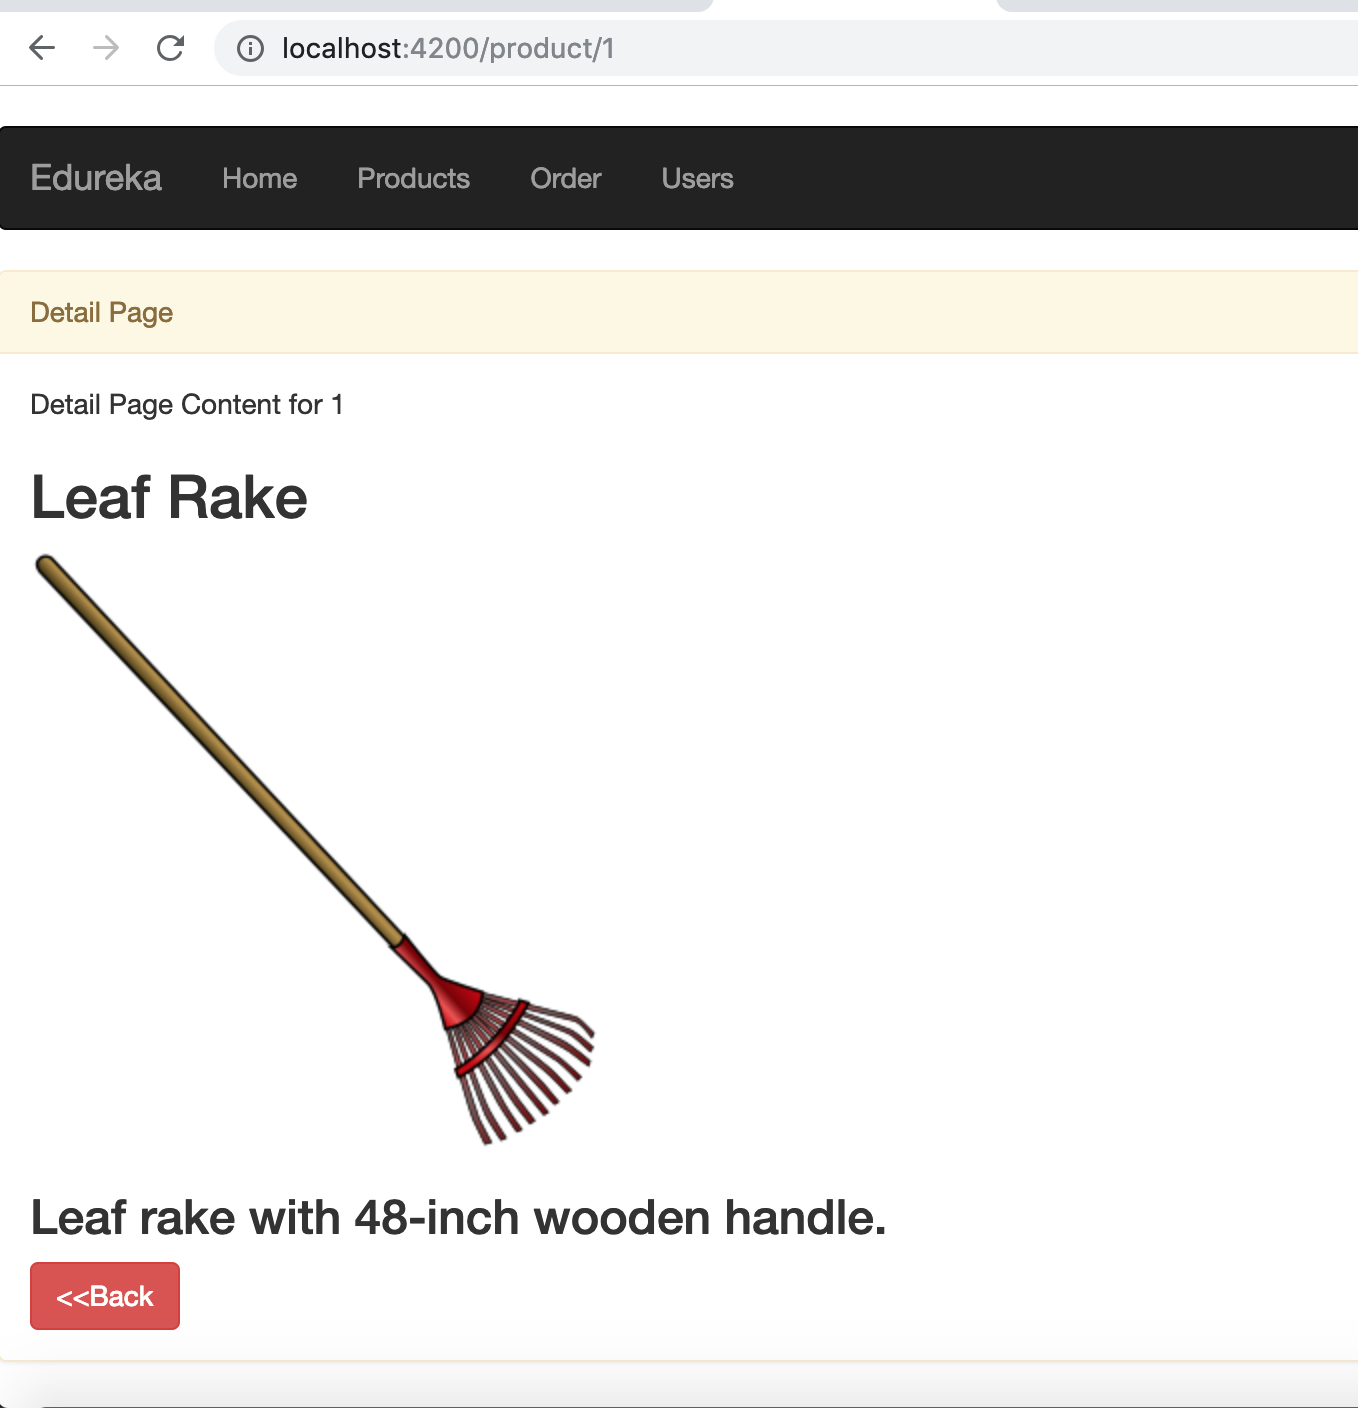 localhost:4200/product/1
Edureka Home Products Order Users
Detail Page
Detail Page Content for 1
Leaf Rake
Leaf rake with 48-inch wooden handle.
<<Back